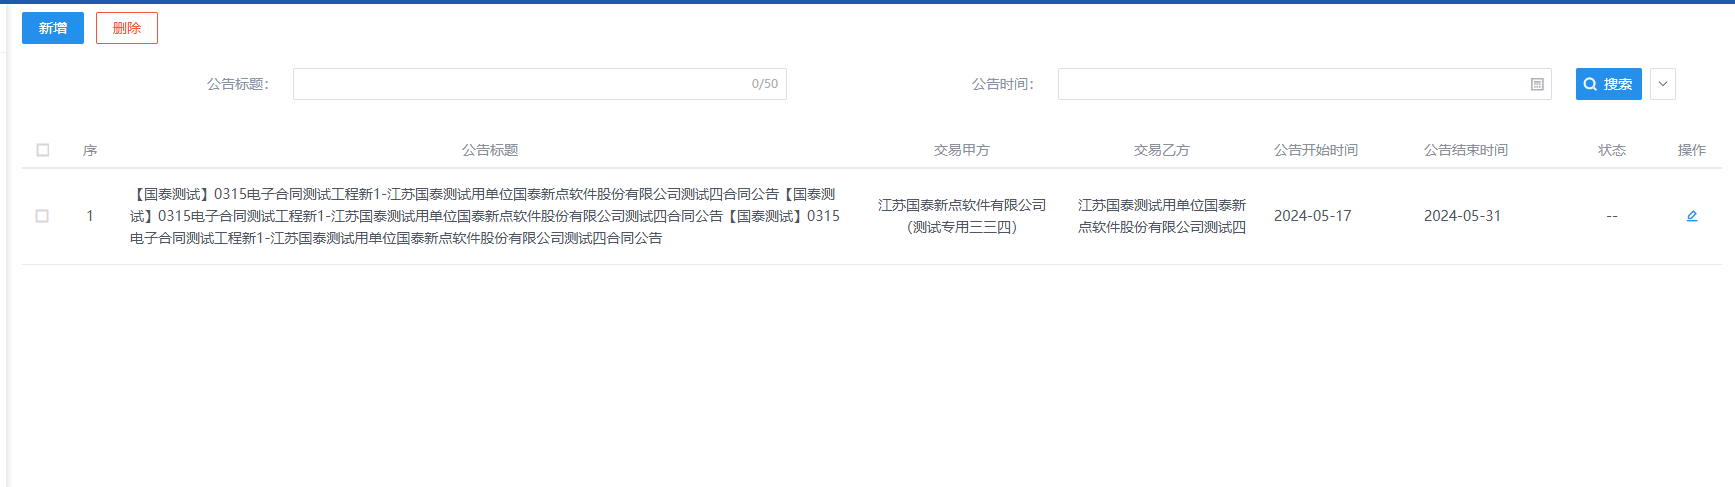 新增 删除
公告标题： 0/50 公告时间： 搜索
序 公告标题 交易甲方 交易乙方 公告开始时间 公告结束时间 状态 操作
1
【国泰测试】0315电子合同测试工程新1-江苏国泰测试用单位国泰新点软件股份有限公司测试四合同公告【国泰测
试】0315电子合同测试工程新1-江苏国泰测试用单位国泰新点软件股份有限公司测试四合同公告【国泰测试】0315
电子合同测试工程新1-江苏国泰测试用单位国泰新点软件股份有限公司测试四合同公告
江苏国泰新点软件有限公司
（测试专用三三四）
江苏国泰测试用单位国泰新
点软件股份有限公司测试四
2024-05-17
2024-05-31
--